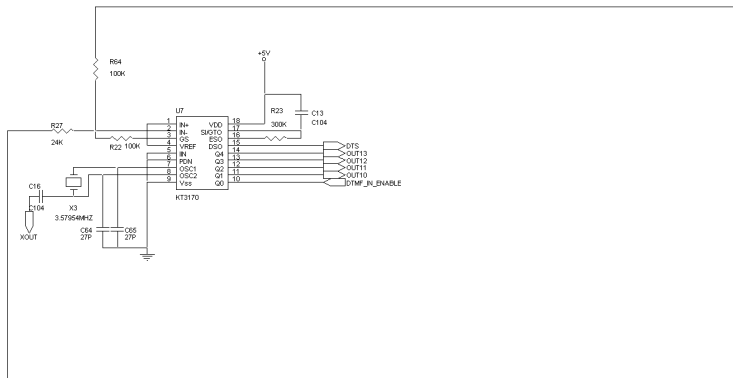 R64
100K
+5V
U7
R23
300K
C13
C104
R27
24K
R22 100K
1 IN+ VDD 18
2 IN- SI/GTO 17
3 GS ESO 16
4 VREF DSO 15
5 IIN Q4 14
6 PDN Q3 13
7 OSC1 Q2 12
8 OSC2 Q1 11
9 Vss Q0 10
KT3170
DTS
OUT13
OUT12
OUT11
OUT10
DTMF_IN_ENABLE
C16
C104
X3
3.57954MHZ
XOUT
C64
27P
C65
27P